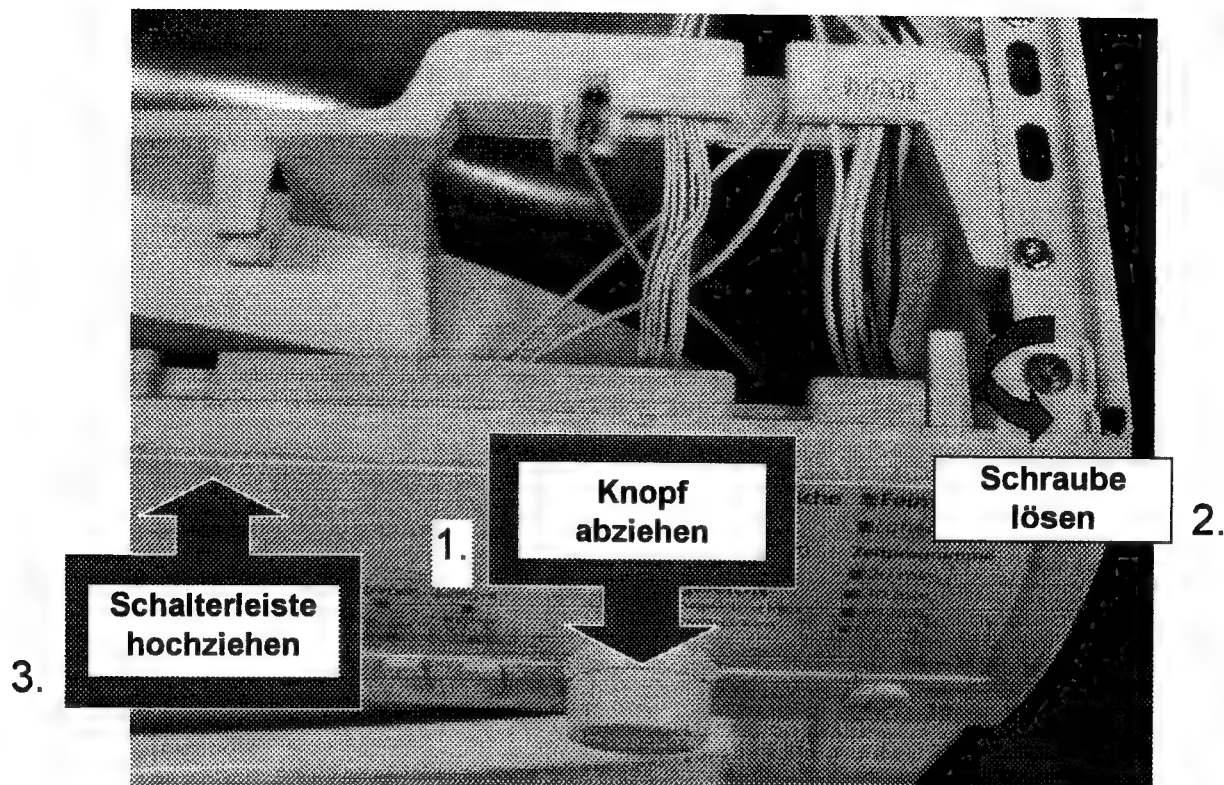 Knopf
abziehen
1.
Schraube
lösen
2.
Schalterleiste
hochziehen
3.